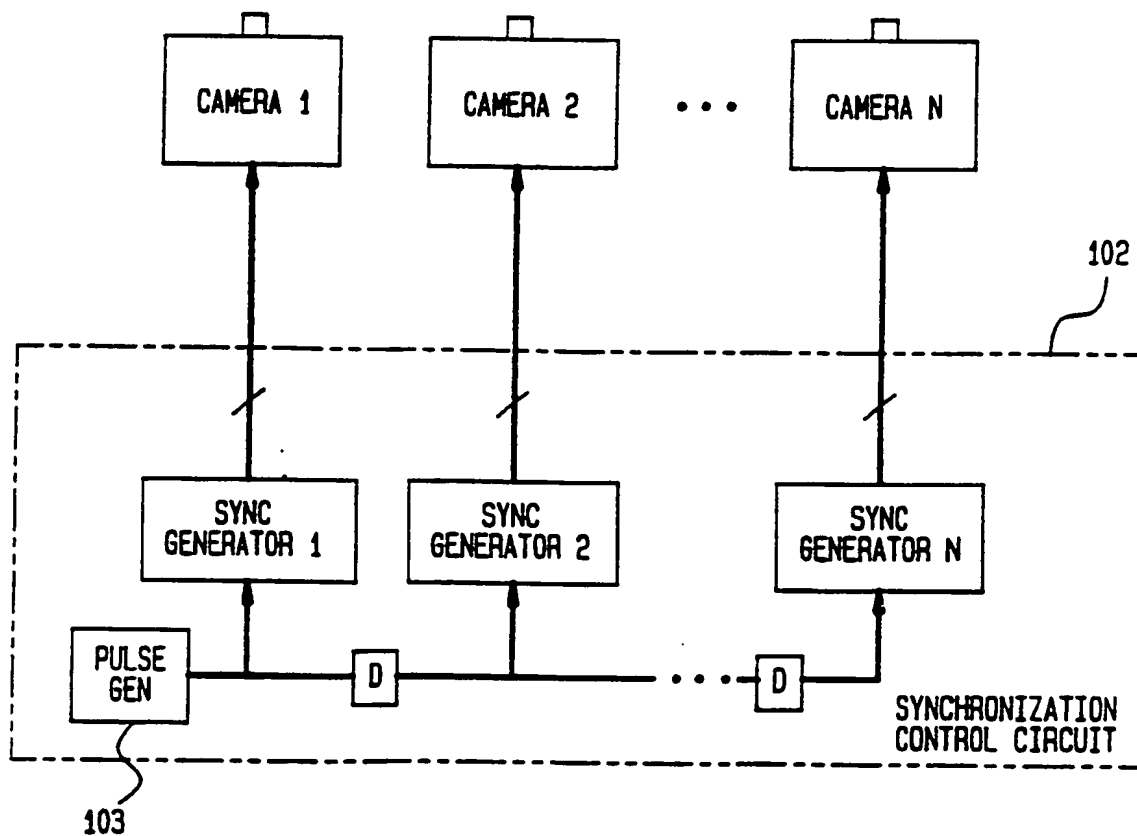 CAMERA 1
CAMERA 2
• • •
CAMERA N
102
SYNC
GENERATOR 1
SYNC
GENERATOR 2
SYNC
GENERATOR N
PULSE
GEN
D
• • •
D
SYNCHRONIZATION
CONTROL CIRCUIT
103